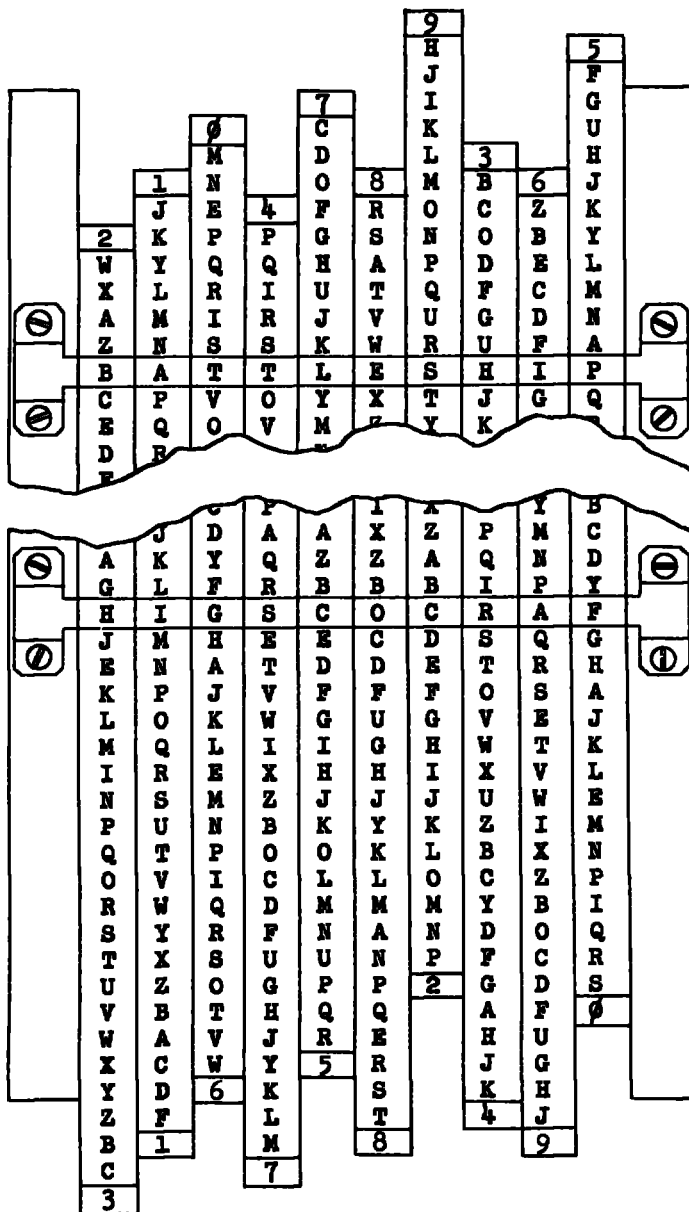 2 W X A Z B C E D
1 J K Y L M N A P Q R
Ø M N E P Q R I S T V O
4 P Q I R S T O V
7 C D O F G H U J K L Y M
8 R S A T V W E X Z
9 H J I K L M O N P Q U R S T Y
3 B C O D F G U H J K
6 Z B E C D F I G
5 F G U H J K Y L M N A P Q
A G H J E K L M I N P Q O R S T U V W X Y Z B C 3
J K L I M N P O Q R S U T V W Y X Z B A C D F 1
C D Y F G H A J K L E M N P I Q R S O T V W 6
P A Q R S E T V W I X Z B O C D F U G H J Y K L M 7
A Z B C E D F G I H J K O L M N U P Q R 5
I X Z B O C D F U G H J Y K L M A N P Q E R S T 8
X Z A B C D E F G H I J K L O M N P 2
P Q I R S T O V W X U Z B C Y D F G A H J K 4
Y M N P A Q R S E T V W I X Z B O C D F U G H J 9
B C D Y F G H A J K L E M N P I Q R S Ø